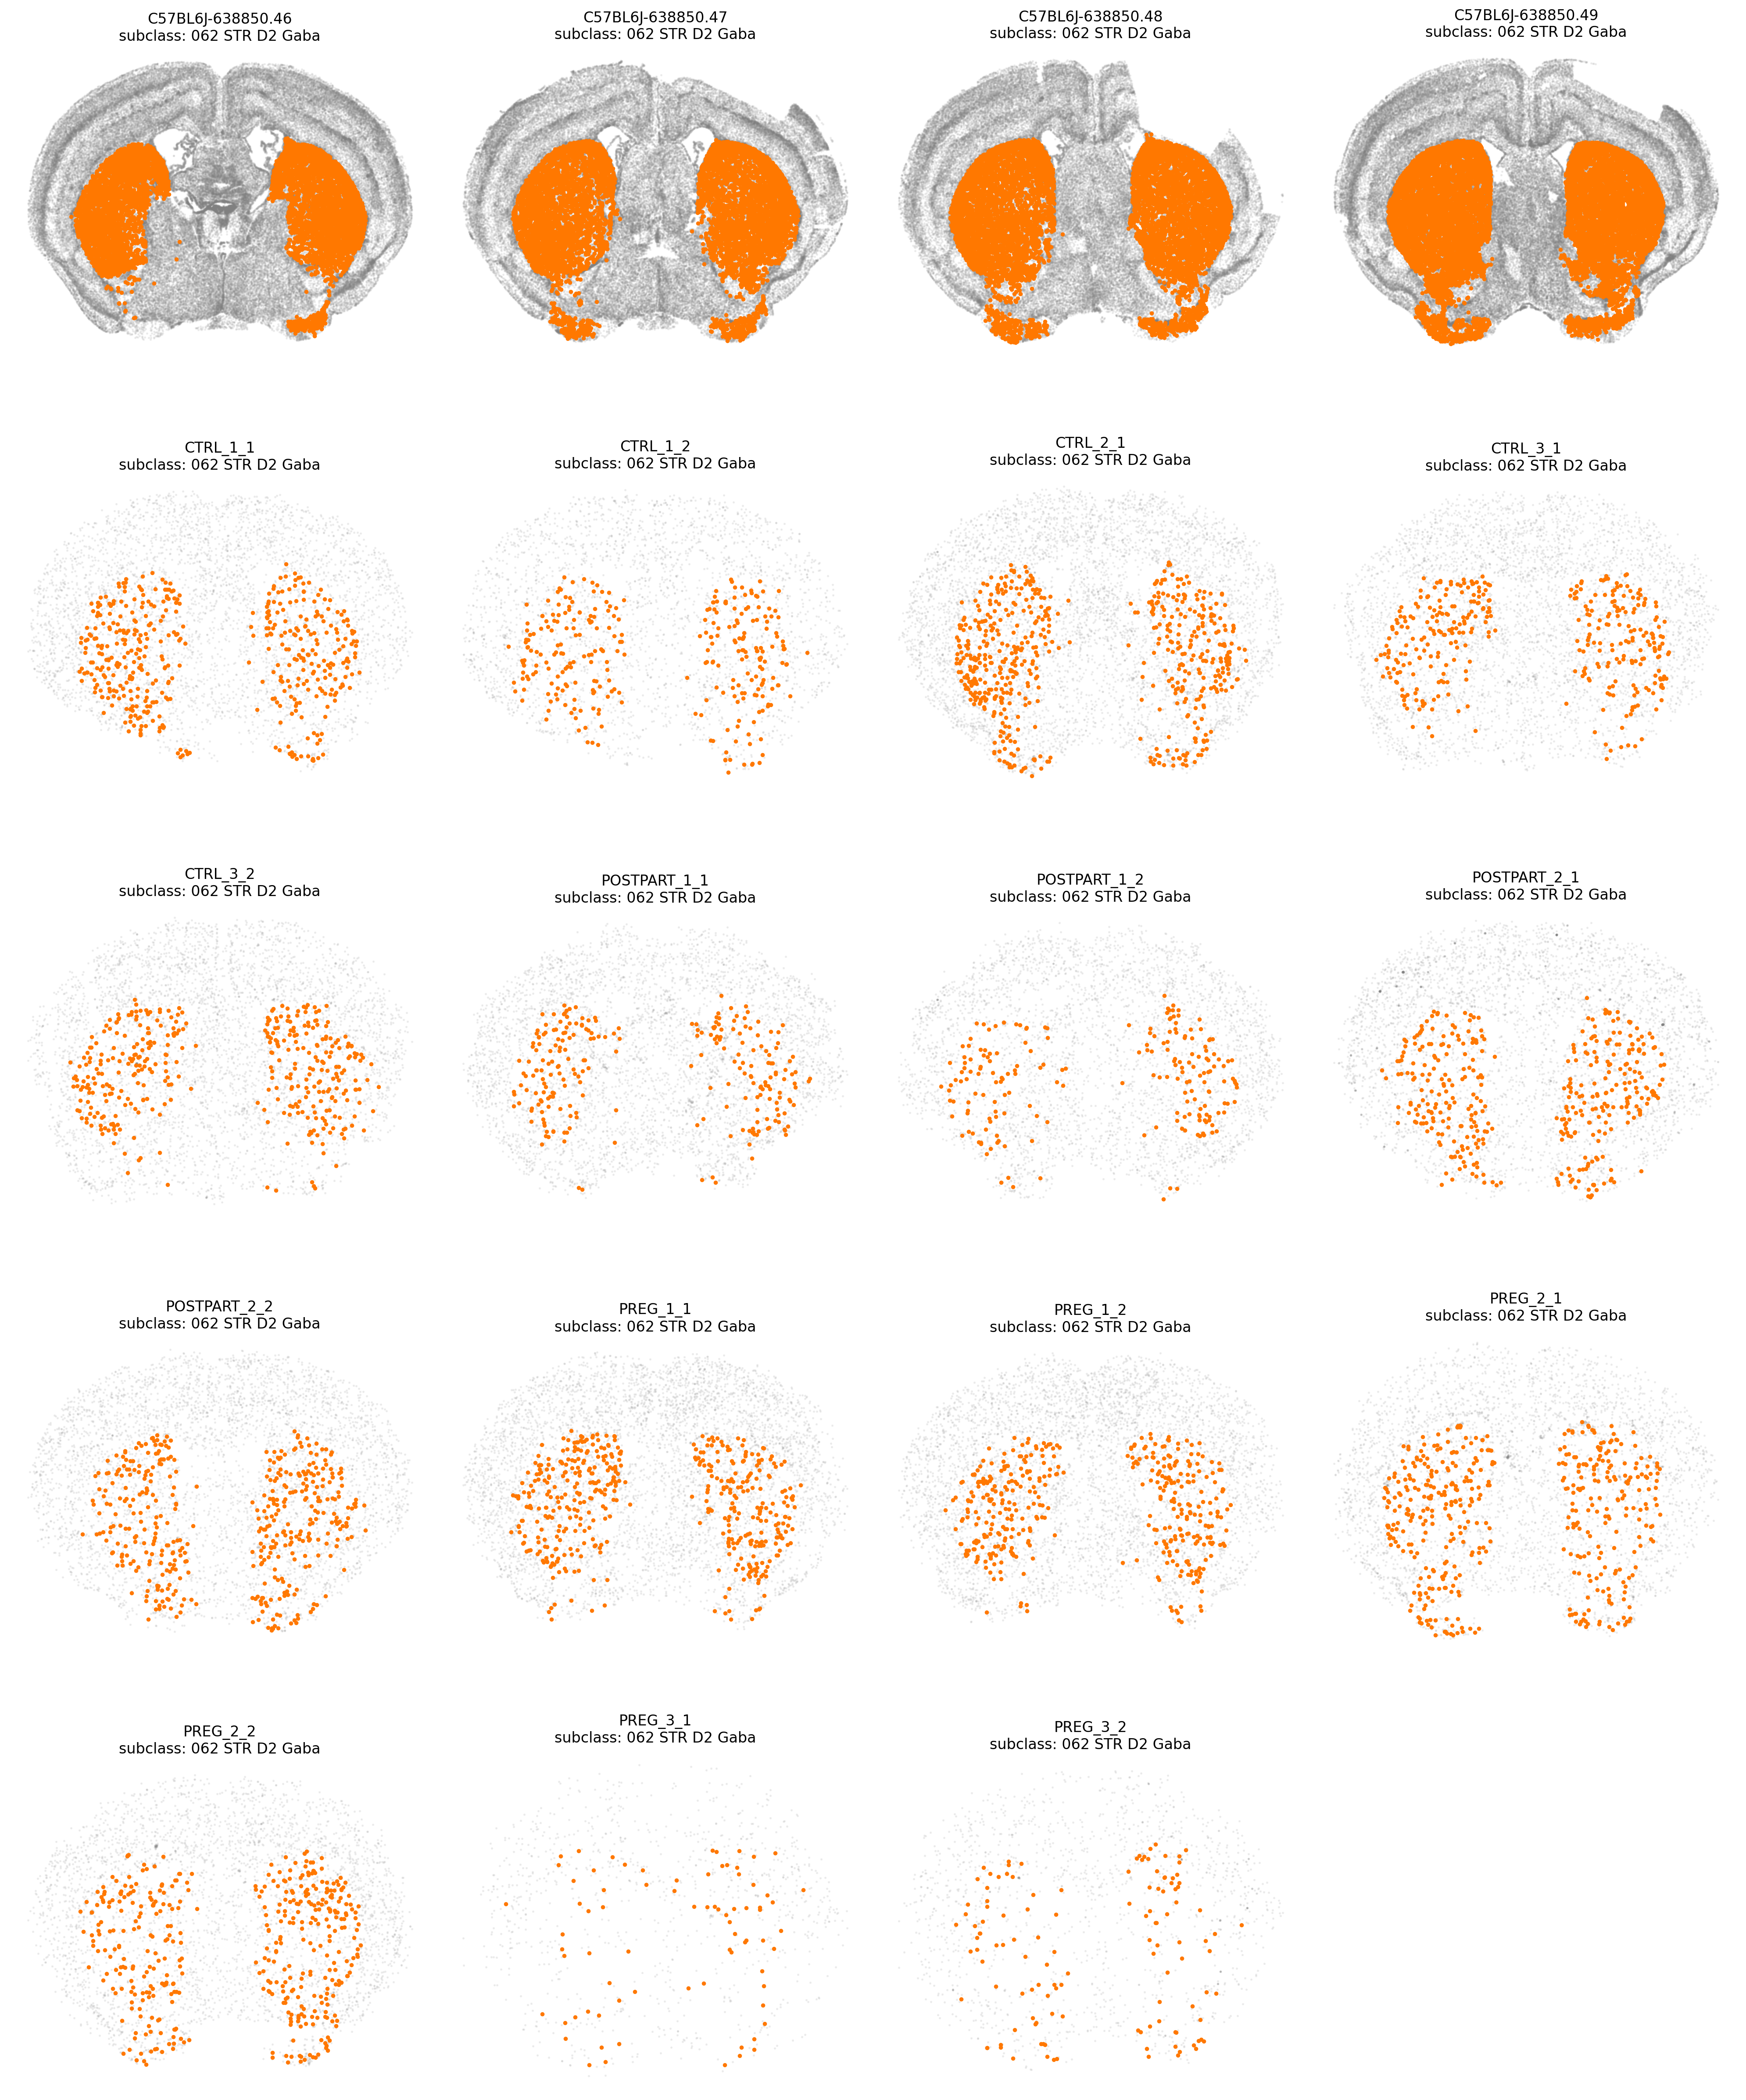 C57BL6J-638850.46
subclass: 062 STR D2 Gaba
C57BL6J-638850.47
subclass: 062 STR D2 Gaba
C57BL6J-638850.48
subclass: 062 STR D2 Gaba
C57BL6J-638850.49
subclass: 062 STR D2 Gaba
CTRL_1_1
subclass: 062 STR D2 Gaba
CTRL_1_2
subclass: 062 STR D2 Gaba
CTRL_2_1
subclass: 062 STR D2 Gaba
CTRL_3_1
subclass: 062 STR D2 Gaba
CTRL_3_2
subclass: 062 STR D2 Gaba
POSTPART_1_1
subclass: 062 STR D2 Gaba
POSTPART_1_2
subclass: 062 STR D2 Gaba
POSTPART_2_1
subclass: 062 STR D2 Gaba
POSTPART_2_2
subclass: 062 STR D2 Gaba
PREG_1_1
subclass: 062 STR D2 Gaba
PREG_1_2
subclass: 062 STR D2 Gaba
PREG_2_1
subclass: 062 STR D2 Gaba
PREG_2_2
subclass: 062 STR D2 Gaba
PREG_3_1
subclass: 062 STR D2 Gaba
PREG_3_2
subclass: 062 STR D2 Gaba